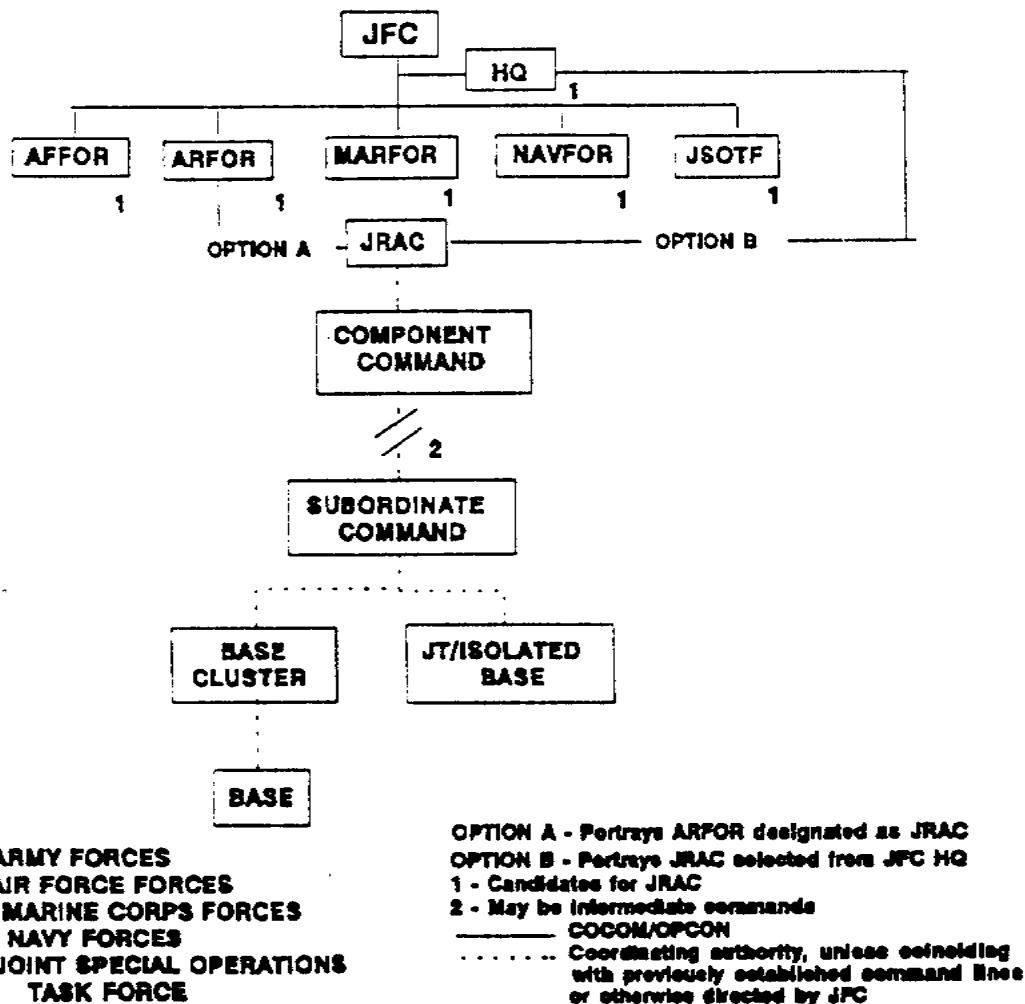 JFC
HQ
1
AFFOR
ARFOR
MARFOR
NAVFOR
JSOTF
1
1
1
1
1
OPTION A
JRAC
OPTION B
COMPONENT
COMMAND
2
SUBORDINATE
COMMAND
BASE
CLUSTER
JT/ISOLATED
BASE
BASE
ARMY FORCES
AIR FORCE FORCES
MARINE CORPS FORCES
NAVY FORCES
JOINT SPECIAL OPERATIONS
TASK FORCE
OPTION A - Portrays ARFOR designated as JRAC
OPTION B - Portrays JRAC selected from JFC HQ
1 - Candidates for JRAC
2 - May be intermediate commands
COCOM/OPCON
Coordinating authority, unless coinciding
with previously established command lines
or otherwise directed by JFC